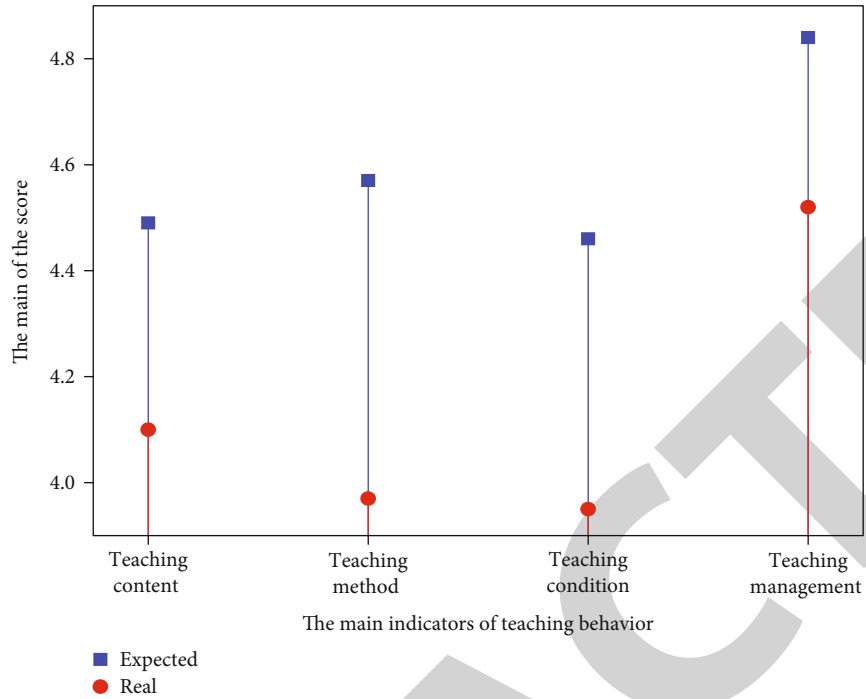 4.8
4.6
4.4
4.2
4.0
The main of the score
Teaching
content
Teaching
method
Teaching
condition
Teaching
management
The main indicators of teaching behavior
Expected
Real